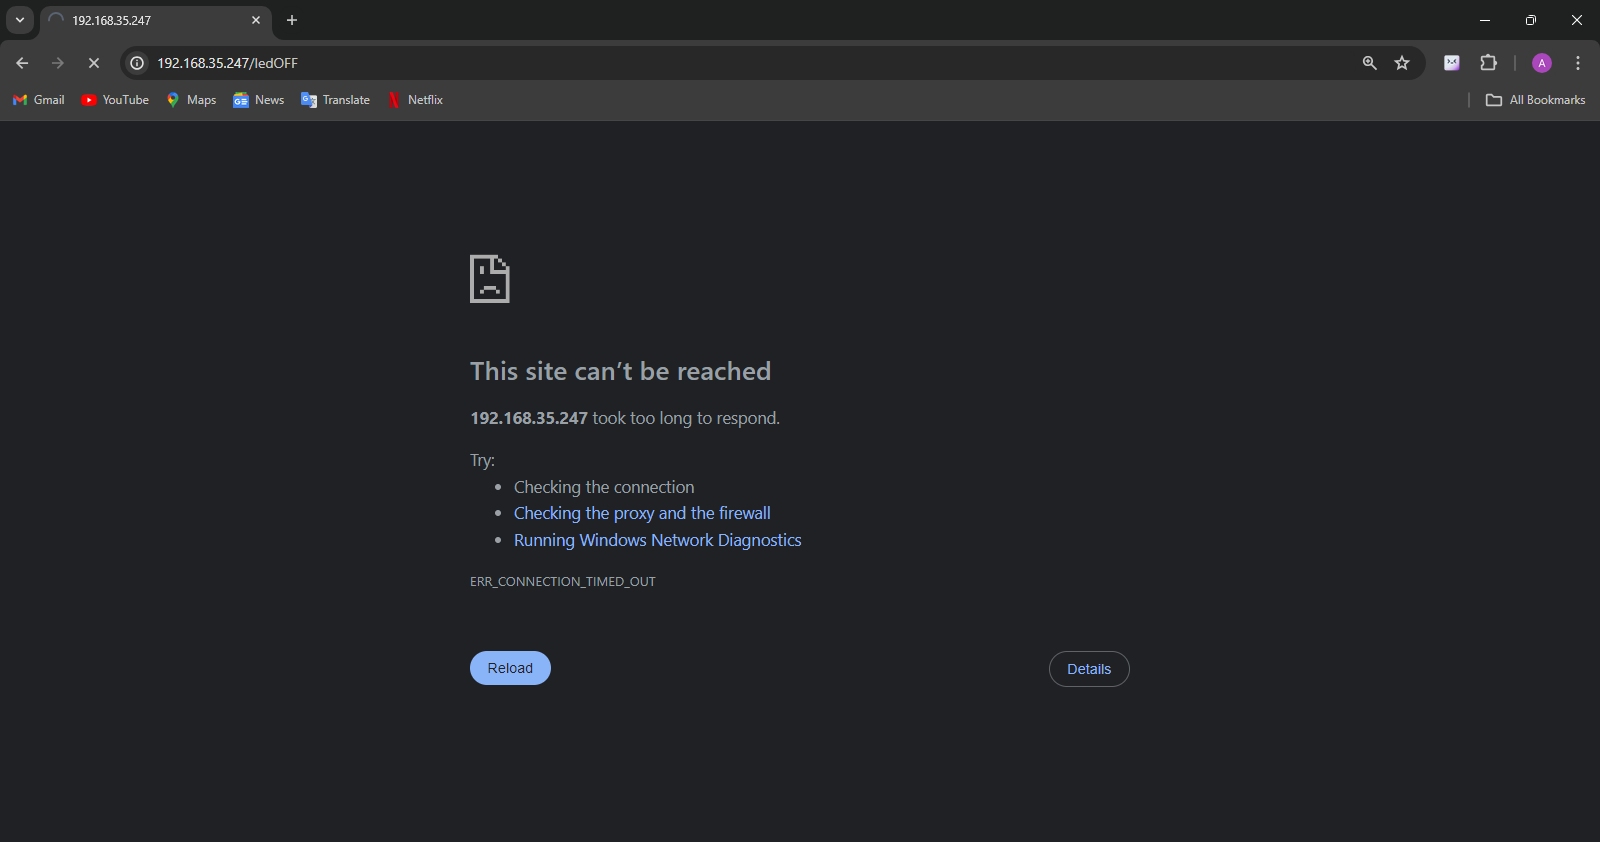 192.168.35.247
192.168.35.247/ledOFF
A
Gmail YouTube Maps News Translate Netflix All Bookmarks
This site can’t be reached
192.168.35.247 took too long to respond.
Try:
Checking the connection
Checking the proxy and the firewall
Running Windows Network Diagnostics
ERR_CONNECTION_TIMED_OUT
Reload Details